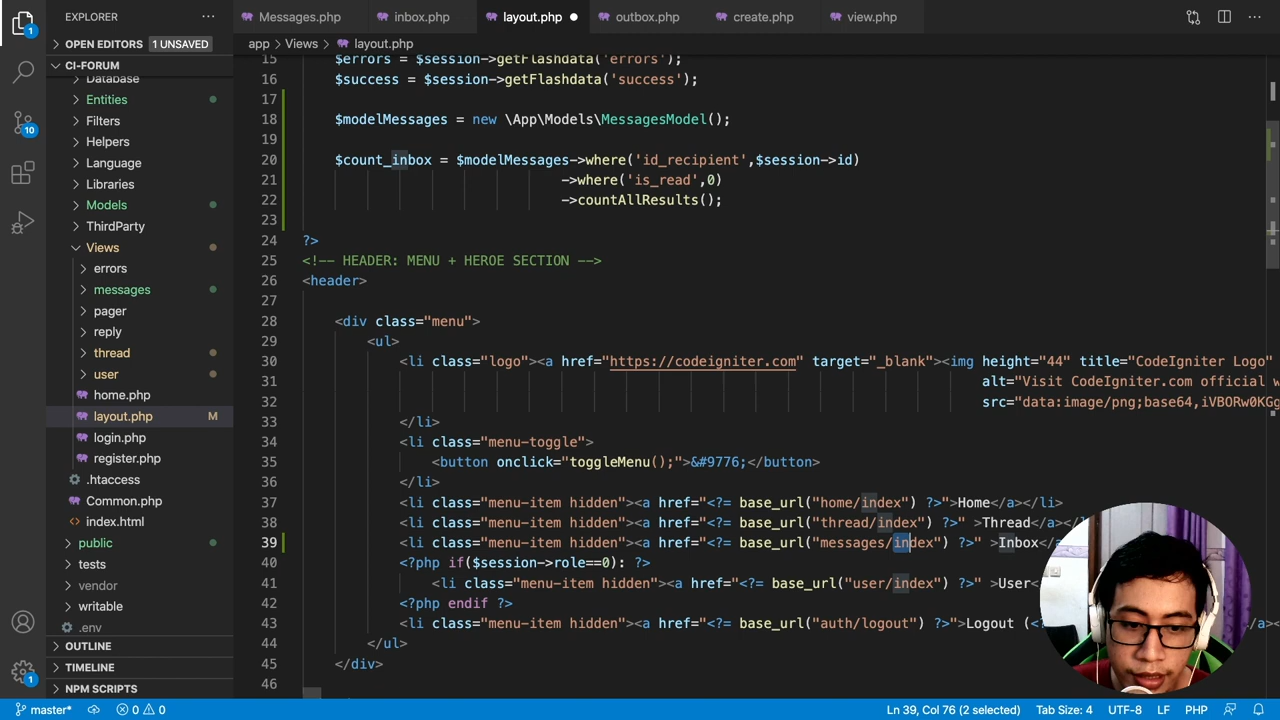 EXPLORER
OPEN EDITORS 1 UNSAVED
CI-FORUM
Database
Entities
Filters
Helpers
Language
Libraries
Models
ThirdParty
Views
errors
messages
pager
reply
thread
user
home.php
layout.php M
login.php
register.php
.htaccess
Common.php
index.html
public
tests
vendor
writable
.env
OUTLINE
TIMELINE
NPM SCRIPTS
1
10
1
Messages.php inbox.php layout.php outbox.php create.php view.php
app > Views > layout.php
15 $errors = $session->getFlashdata('errors');
16 $success = $session->getFlashdata('success');
17
18 $modelMessages = new \App\Models\MessagesModel();
19
20 $count_inbox = $modelMessages->where('id_recipient',$session->id)
21 ->where('is_read',0)
22 ->countAllResults();
23
24 ?>
25 <!-- HEADER: MENU + HEROE SECTION -->
26 <header>
27
28 <div class="menu">
29 <ul>
30 <li class="logo"><a href="https://codeigniter.com" target="_blank"><img height="44" title="CodeIgniter Logo"
31 alt="Visit CodeIgniter.com official w
32 src="data:image/png;base64,iVBORw0KGg
33 </li>
34 <li class="menu-toggle">
35 <button onclick="toggleMenu();">&#9776;</button>
36 </li>
37 <li class="menu-item hidden"><a href="<?= base_url("home/index") ?>">Home</a></li>
38 <li class="menu-item hidden"><a href="<?= base_url("thread/index") ?>" >Thread</a></l
39 <li class="menu-item hidden"><a href="<?= base_url("messages/index") ?>" >Inbox</a
40 <?php if($session->role==0): ?>
41 <li class="menu-item hidden"><a href="<?= base_url("user/index") ?>" >User<
42 <?php endif ?>
43 <li class="menu-item hidden"><a href="<?= base_url("auth/logout") ?>">Logout (< /a><
44 </ul>
45 </div>
46
master* 0 0 Ln 39, Col 76 (2 selected) Tab Size: 4 UTF-8 LF PHP